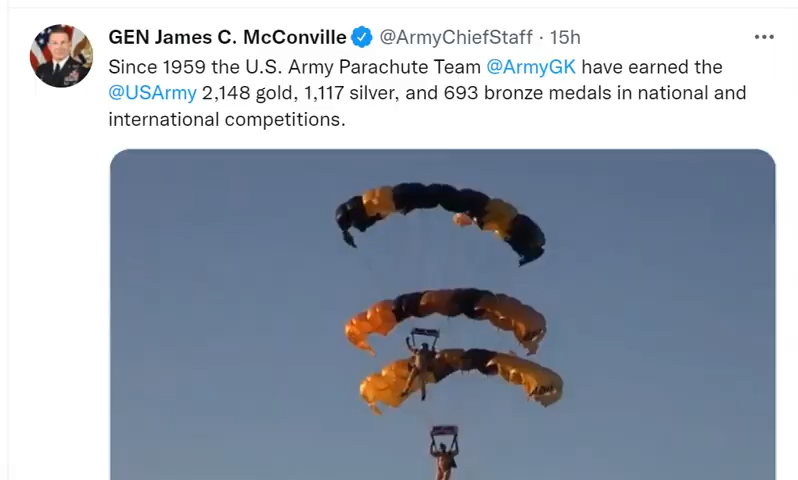 GEN James C. McConville @ArmyChiefStaff · 15h
Since 1959 the U.S. Army Parachute Team @ArmyGK have earned the
@USArmy 2,148 gold, 1,117 silver, and 693 bronze medals in national and
international competitions.